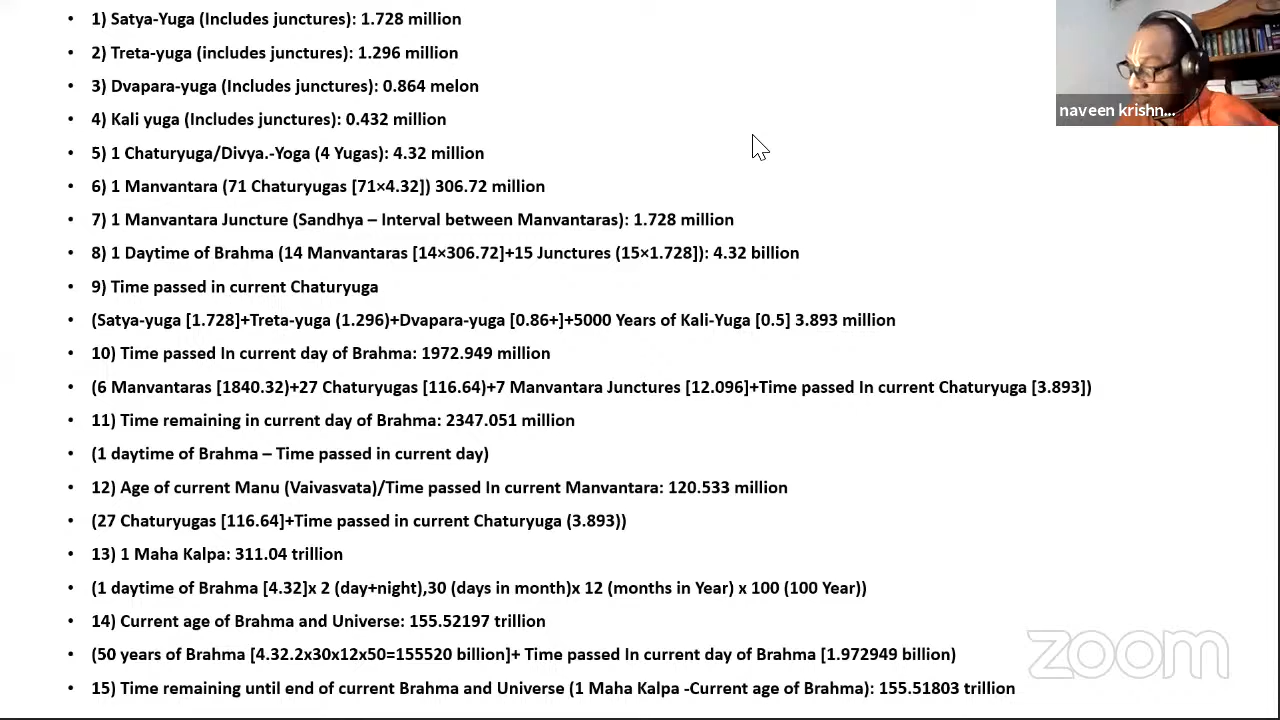 • 1) Satya-Yuga (Includes junctures): 1.728 million
• 2) Treta-yuga (includes junctures): 1.296 million
• 3) Dvapara-yuga (Includes junctures): 0.864 melon
• 4) Kali yuga (Includes junctures): 0.432 million
• 5) 1 Chaturyuga/Divya.-Yoga (4 Yugas): 4.32 million
• 6) 1 Manvantara (71 Chaturyugas [71×4.32]) 306.72 million
• 7) 1 Manvantara Juncture (Sandhya – Interval between Manvantaras): 1.728 million
• 8) 1 Daytime of Brahma (14 Manvantaras [14×306.72]+15 Junctures (15×1.728]): 4.32 billion
• 9) Time passed in current Chaturyuga
• (Satya-yuga [1.728]+Treta-yuga (1.296)+Dvapara-yuga [0.86+]+5000 Years of Kali-Yuga [0.5] 3.893 million
• 10) Time passed In current day of Brahma: 1972.949 million
• (6 Manvantaras [1840.32)+27 Chaturyugas [116.64)+7 Manvantara Junctures [12.096]+Time passed In current Chaturyuga [3.893])
• 11) Time remaining in current day of Brahma: 2347.051 million
• (1 daytime of Brahma – Time passed in current day)
• 12) Age of current Manu (Vaivasvata)/Time passed In current Manvantara: 120.533 million
• (27 Chaturyugas [116.64]+Time passed in current Chaturyuga (3.893))
• 13) 1 Maha Kalpa: 311.04 trillion
• (1 daytime of Brahma [4.32]x 2 (day+night),30 (days in month)x 12 (months in Year) x 100 (100 Year))
• 14) Current age of Brahma and Universe: 155.52197 trillion
• (50 years of Brahma [4.32.2x30x12x50=155520 billion]+ Time passed In current day of Brahma [1.972949 billion)
• 15) Time remaining until end of current Brahma and Universe (1 Maha Kalpa -Current age of Brahma): 155.51803 trillion
naveen krishn...
zoom